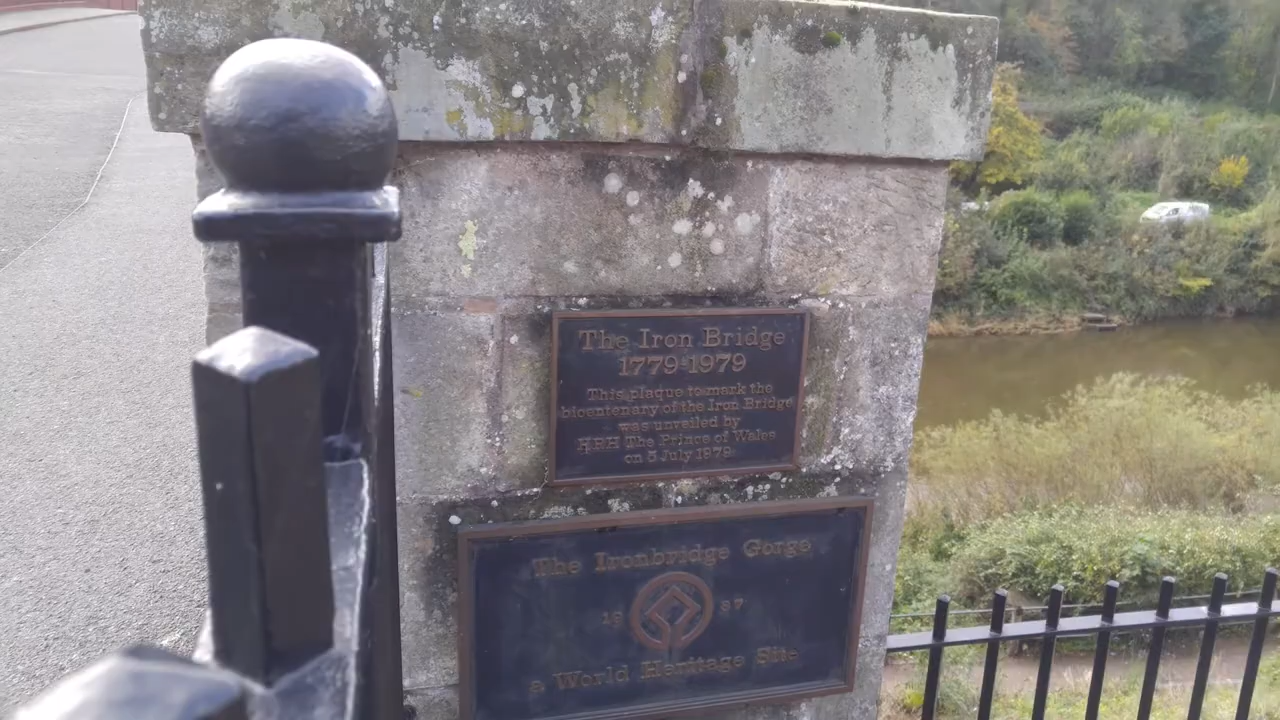 The Iron Bridge
1779-1979
This plaque to mark the
bicentenary of the Iron Bridge
was unveiled by
HRH The Prince of Wales
on 5 July 1979
The Ironbridge Gorge
19 87
a World Heritage Site